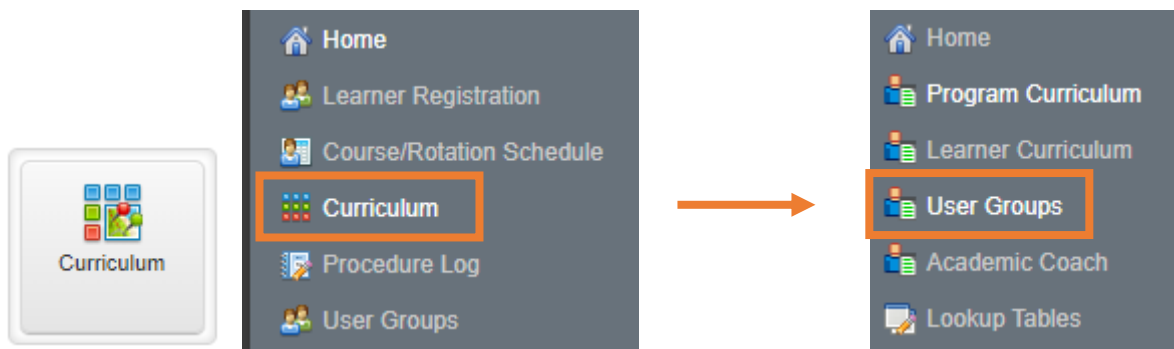 Curriculum
Home
Learner Registration
Course/Rotation Schedule
Curriculum
Procedure Log
User Groups
Home
Program Curriculum
Learner Curriculum
User Groups
Academic Coach
Lookup Tables